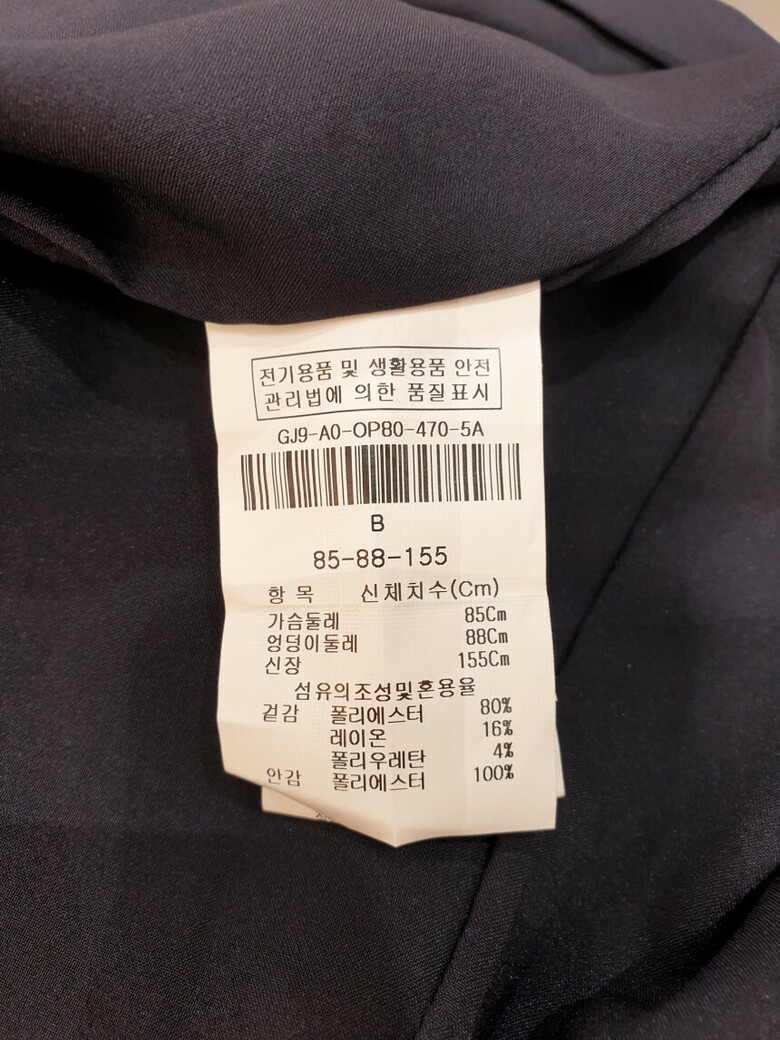 전기용품 및 생활용품 안전
관리법에 의한 품질표시
GJ9-A0-OP80-470-5A
B
85-88-155
항 목 신체치수(Cm)
가슴둘레 85Cm
엉덩이둘레 88Cm
신장 155Cm
섬유의조성및혼용율
겉감 폴리에스터 80%
레이온 16%
폴리우레탄 4%
안감 폴리에스터 100%